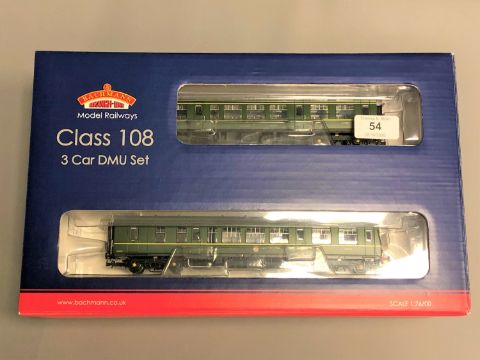 BACHMANN
BRANCH-LINE
Model Railways
Class 108
3 Car DMU Set
54
www.bachmann.co.uk
SCALE 1:76/00